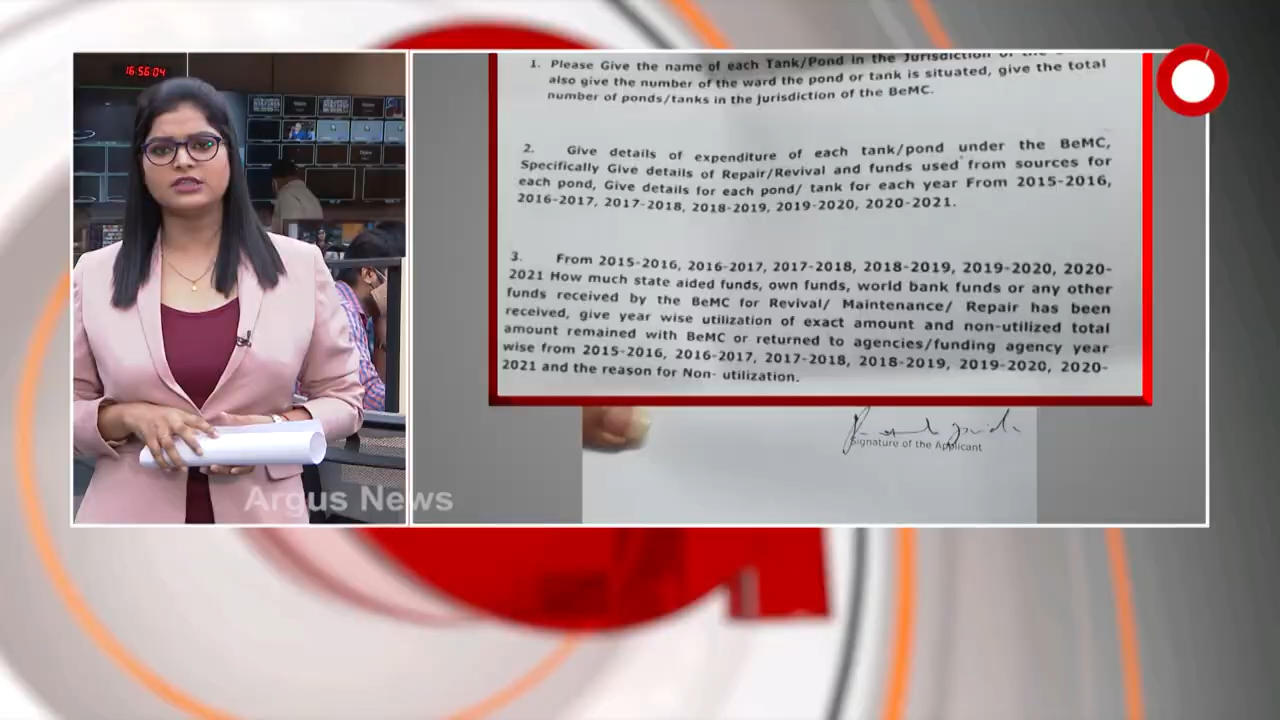 16:56:04
1. Please Give the name of each Tank/Pond in the Jurisdiction of the
also give the number of the ward the pond or tank is situated, give the total
number of ponds/tanks in the jurisdiction of the BeMC.
2. Give details of expenditure of each tank/pond under the BeMC,
Specifically Give details of Repair/Revival and funds used from sources for
each pond, Give details for each pond/ tank for each year From 2015-2016,
2016-2017, 2017-2018, 2018-2019, 2019-2020, 2020-2021.
3. From 2015-2016, 2016-2017, 2017-2018, 2018-2019, 2019-2020, 2020-
2021 How much state aided funds, own funds, world bank funds or any other
funds received by the BeMC for Revival/ Maintenance/ Repair has been
received, give year wise utilization of exact amount and non-utilized total
amount remained with BeMC or returned to agencies/funding agency year
wise from 2015-2016, 2016-2017, 2017-2018, 2018-2019, 2019-2020, 2020-
2021 and the reason for Non- utilization.
Signature of the Applicant
Argus News